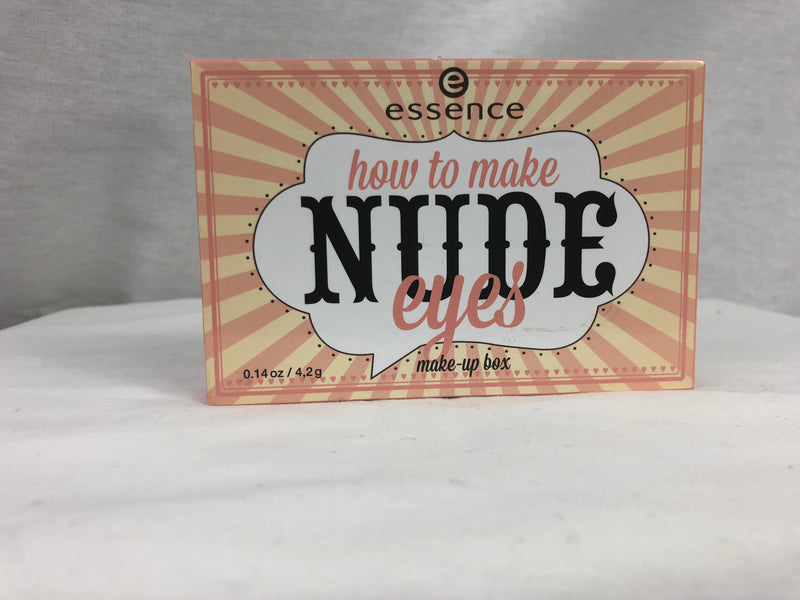 e
essence
how to make
NUDE
eyes
make-up box
0.14 oz / 4,2 g